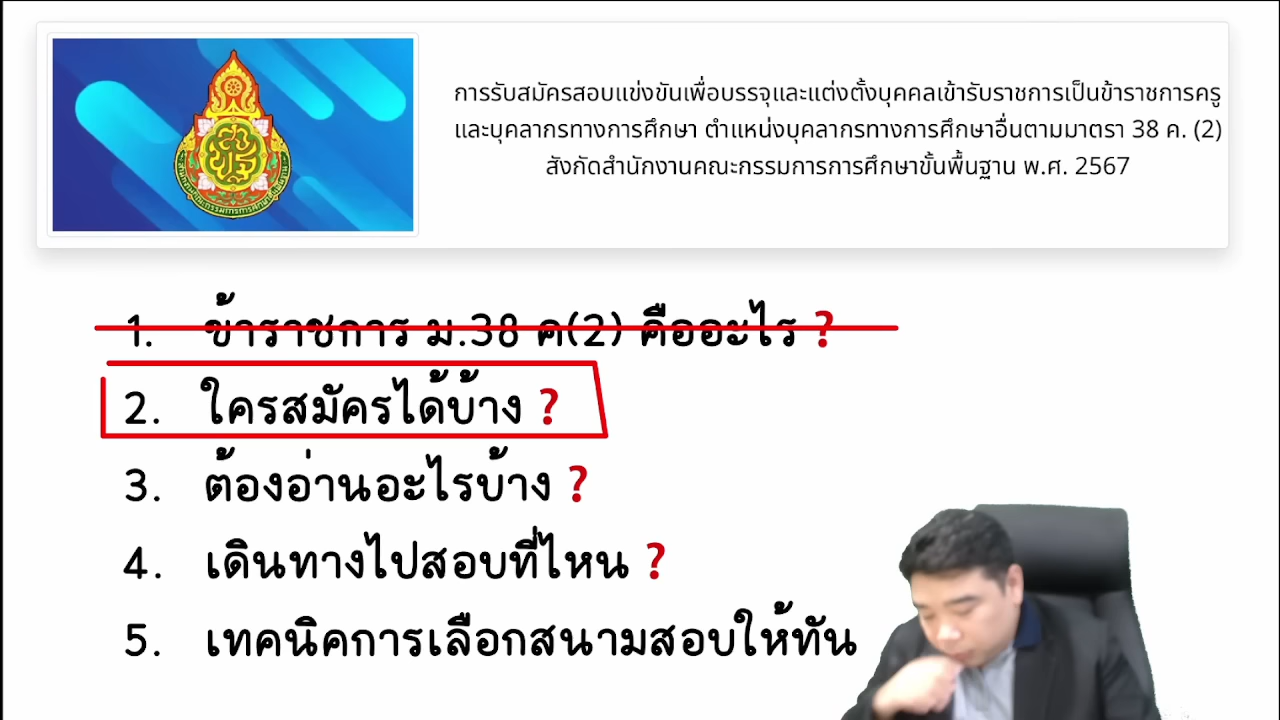 การรับสมัครสอบแข่งขันเพื่อบรรจุและแต่งตั้งบุคคลเข้ารับราชการเป็นข้าราชการครู
และบุคลากรทางการศึกษา ตำแหน่งบุคลากรทางการศึกษาอื่นตามมาตรา 38 ค. (2)
สังกัดสำนักงานคณะกรรมการการศึกษาขั้นพื้นฐาน พ.ศ. 2567
1. ข้าราชการ ม.38 ค(2) คืออะไร ?
2. ใครสมัครได้บ้าง ?
3. ต้องอ่านอะไรบ้าง ?
4. เดินทางไปสอบที่ไหน ?
5. เทคนิคการเลือกสนามสอบให้ทัน